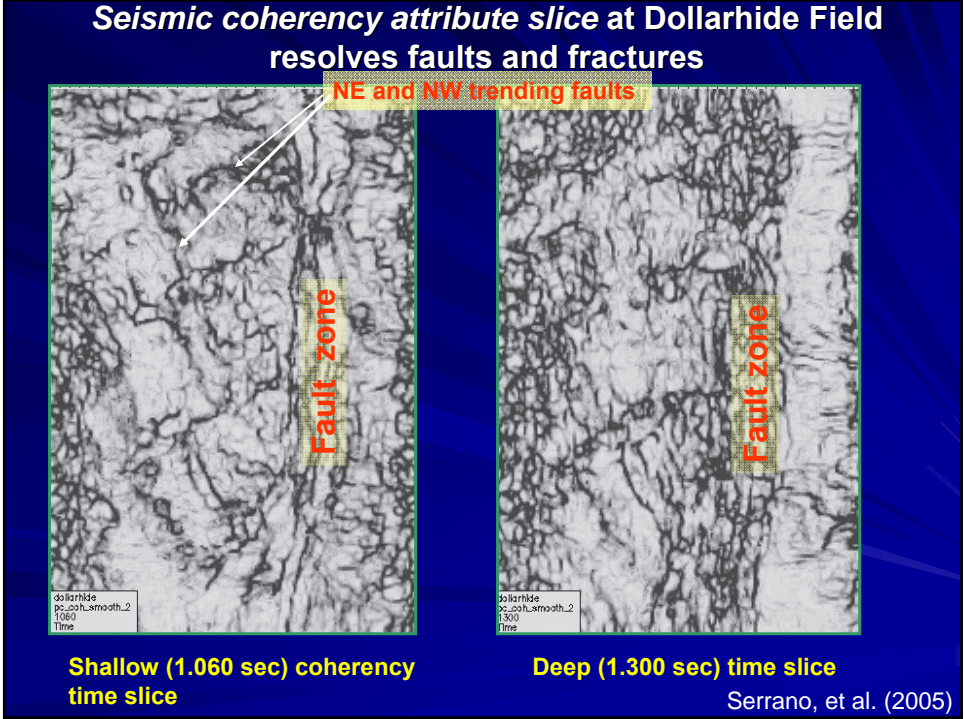 Seismic coherency attribute slice at Dollarhide Field
resolves faults and fractures
NE and NW trending faults
Fault zone
Fault zone
dollarhide
pc_coh_smooth_2
1060
Time
dollarhide
pc_coh_smooth_2
1300
Time
Shallow (1.060 sec) coherency
time slice
Deep (1.300 sec) time slice
Serrano, et al. (2005)